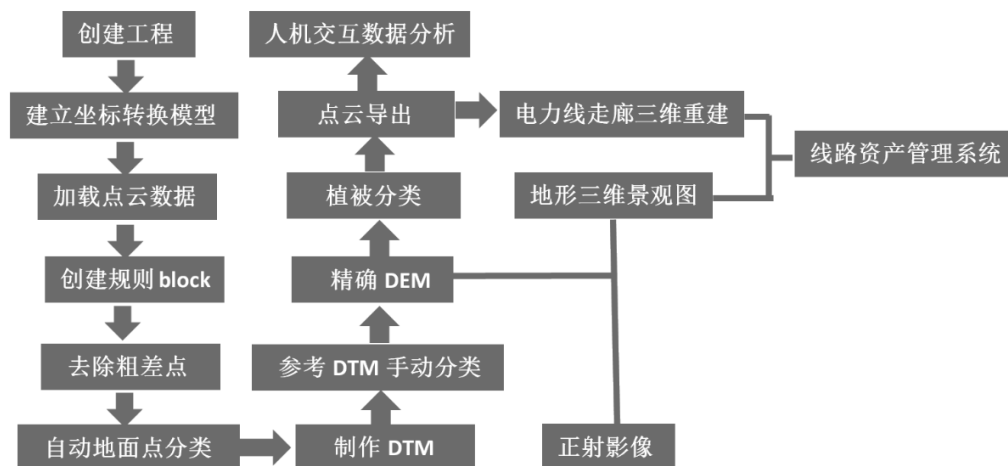 创建工程
建立坐标转换模型
加载点云数据
创建规则 block
去除粗差点
自动地面点分类
制作 DTM
参考 DTM 手动分类
精确 DEM
植被分类
点云导出
人机交互数据分析
电力线走廊三维重建
地形三维景观图
正射影像
线路资产管理系统